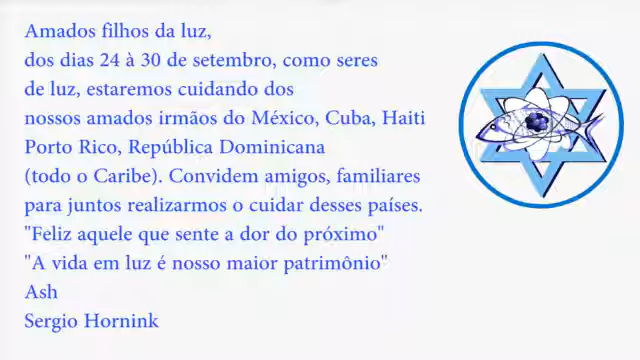 Amados filhos da luz,
dos dias 24 à 30 de setembro, como seres
de luz, estaremos cuidando dos
nossos amados irmãos do México, Cuba, Haiti
Porto Rico, República Dominicana
(todo o Caribe). Convidem amigos, familiares
para juntos realizarmos o cuidar desses países.
"Feliz aquele que sente a dor do próximo"
"A vida em luz é nosso maior patrimônio"
Ash
Sergio Hornink